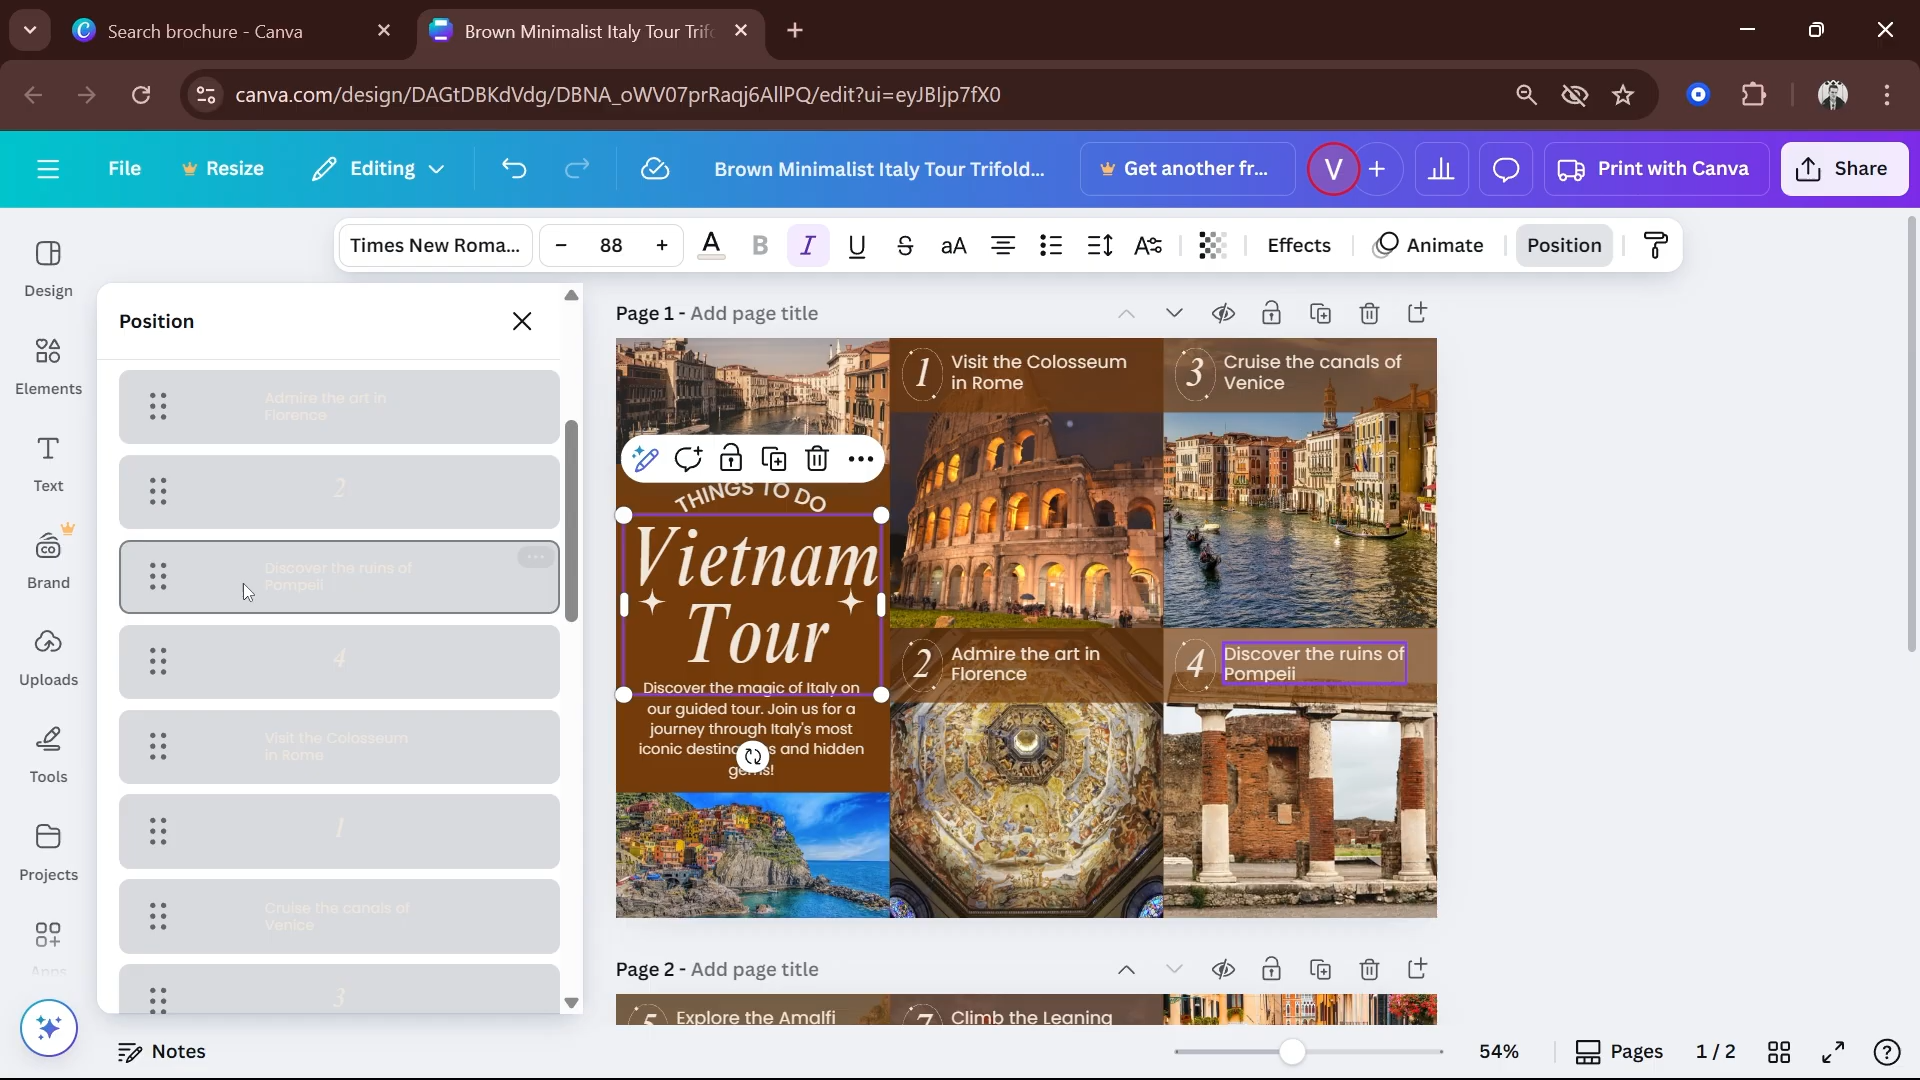 Search brochure - Canva
Brown Minimalist Italy Tour Trif
canva.com/design/DAGtDBKdVdg/DBNA_oWV07prRaqj6AllPQ/edit?ui=eyJBIjp7fX0
File
Resize
Editing
Brown Minimalist Italy Tour Trifold...
Get another fr...
V
Print with Canva
Share
Times New Roma...
– 88 +
A B I U S aA
Effects
Animate
Position
Design
Elements
Text
Brand
Uploads
Tools
Projects
Apps
Position
Admire the art in
Florence
2
Discover the ruins of
Pompeii
4
Visit the Colosseum
in Rome
1
Cruise the canals of
Venice
3
Page 1 - Add page title
THINGS TO DO
Vietnam
Tour
Discover the magic of Italy on
our guided tour. Join us for a
journey through Italy's most
iconic destinations and hidden
gems!
1 Visit the Colosseum
in Rome
2 Admire the art in
Florence
3 Cruise the canals of
Venice
4 Discover the ruins of
Pompeii
Page 2 - Add page title
5 Explore the Amalfi
7 Climb the Leaning
Notes
54%
Pages
1 / 2